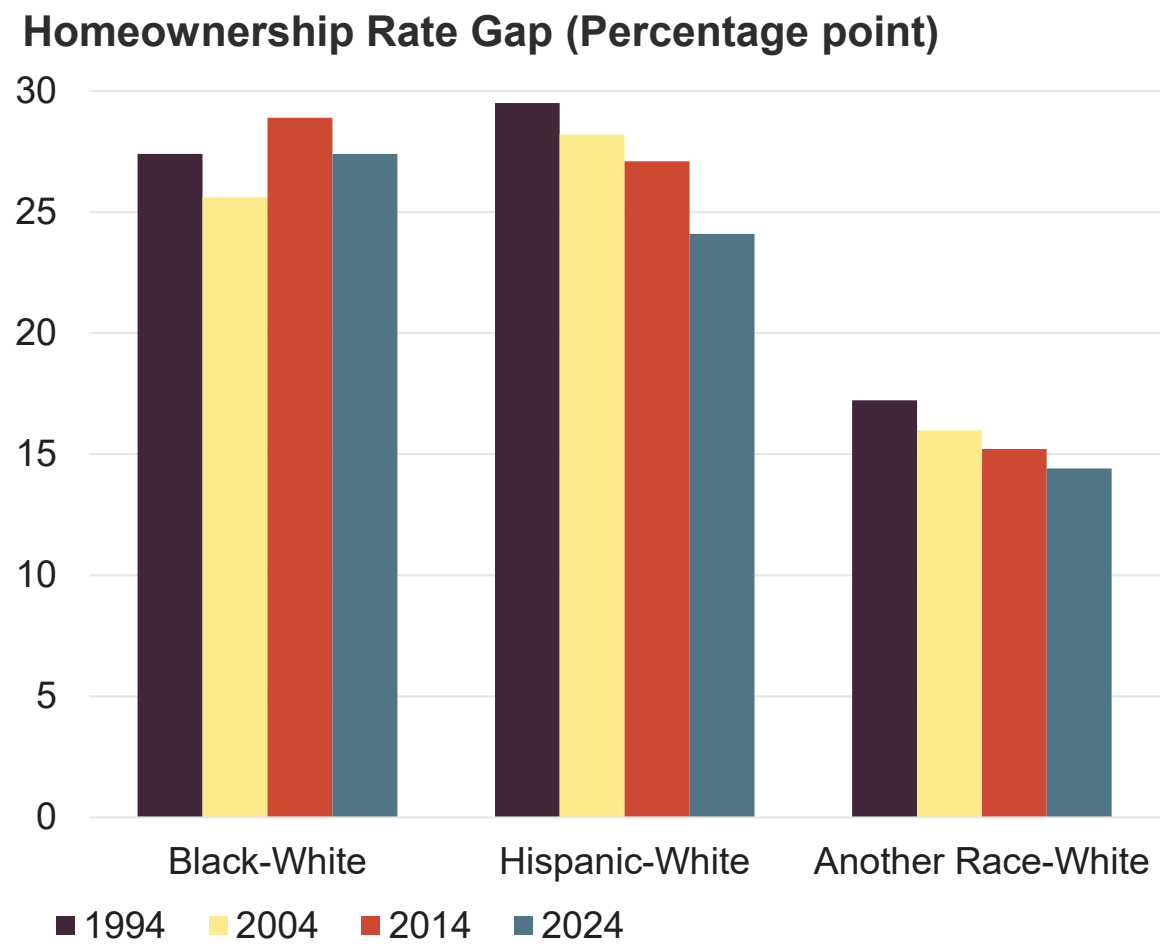 Homeownership Rate Gap (Percentage point)
30
25
20
15
10
5
0
Black-White Hispanic-White Another Race-White
1994 2004 2014 2024